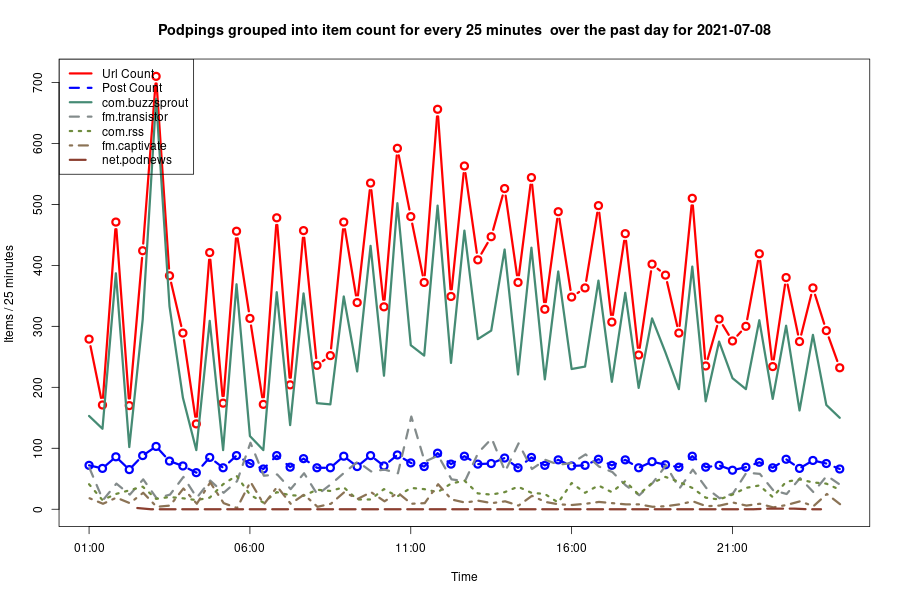 Podpings grouped into item count for every 25 minutes  over the past day for 2021-07-08
Url Count
Post Count
com.buzzsprout
fm.transistor
com.rss
fm.captivate
net.podnews
Items / 25 minutes
700
600
500
400
300
200
100
0
01:00
06:00
11:00
16:00
21:00
Time